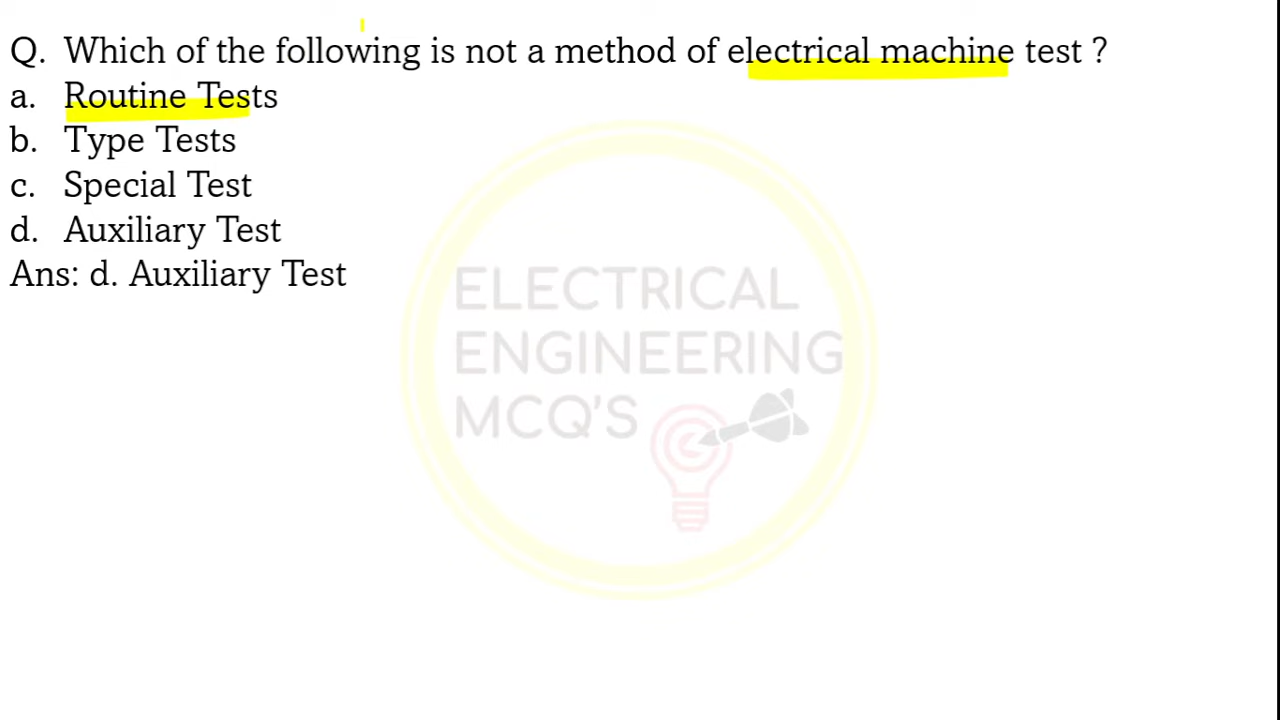 Q. Which of the following is not a method of electrical machine test ?
a. Routine Tests
b. Type Tests
c. Special Test
d. Auxiliary Test
Ans: d. Auxiliary Test
ELECTRICAL
ENGINEERING
MCQ'S